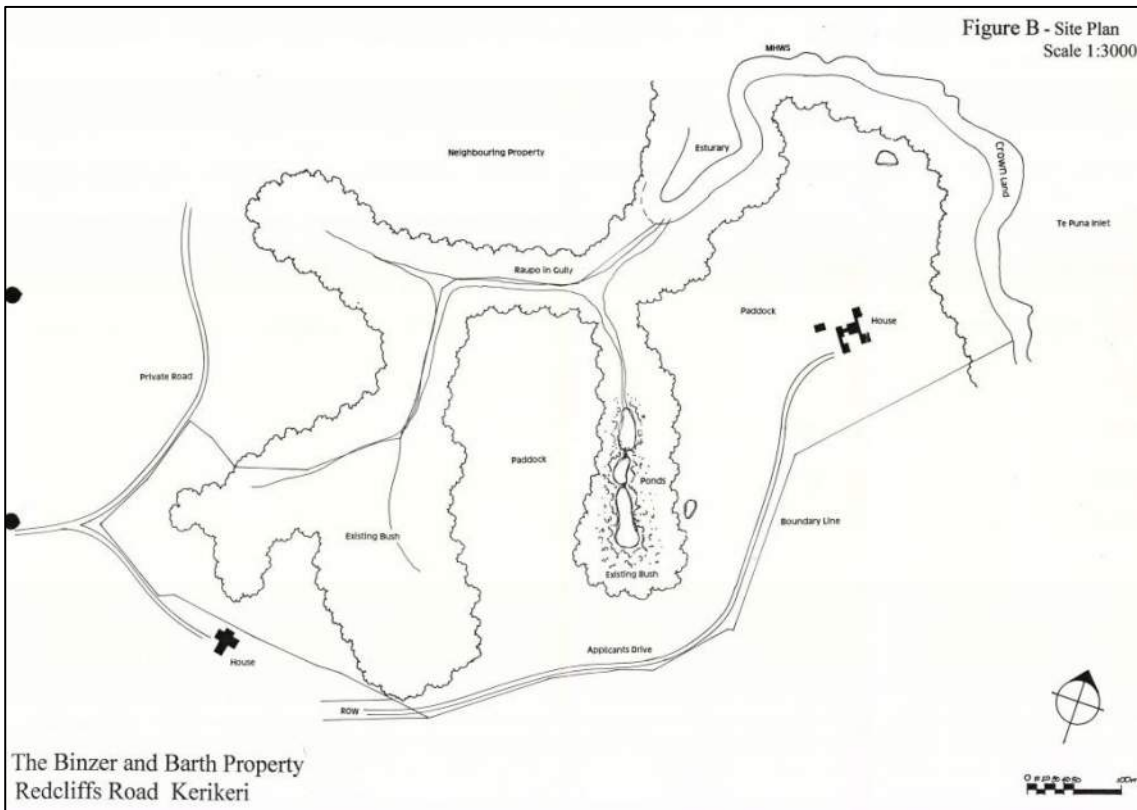 Figure B - Site Plan
Scale 1:3000
MHWS
Neighbouring Property
Esturary
Crown Land
Te Puna Inlet
Raupo in Gully
Paddock
House
Private Road
Paddock
Ponds
Boundary Line
Existing Bush
Existing Bush
Applicants Drive
House
ROW
The Binzer and Barth Property
Redcliffs Road Kerikeri
0
100m